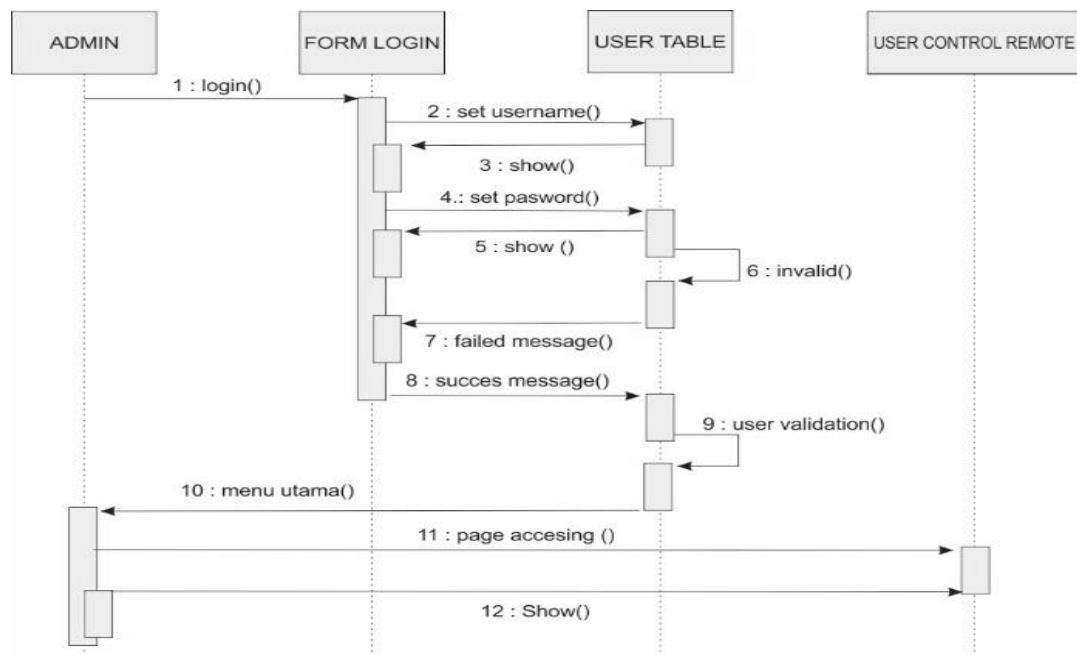 ADMIN
FORM LOGIN
USER TABLE
USER CONTROL REMOTE
1 : login()
2 : set username()
3 : show()
4.: set pasword()
5 : show ()
6 : invalid()
7 : failed message()
8 : succes message()
9 : user validation()
10 : menu utama()
11 : page accesing ()
12 : Show()